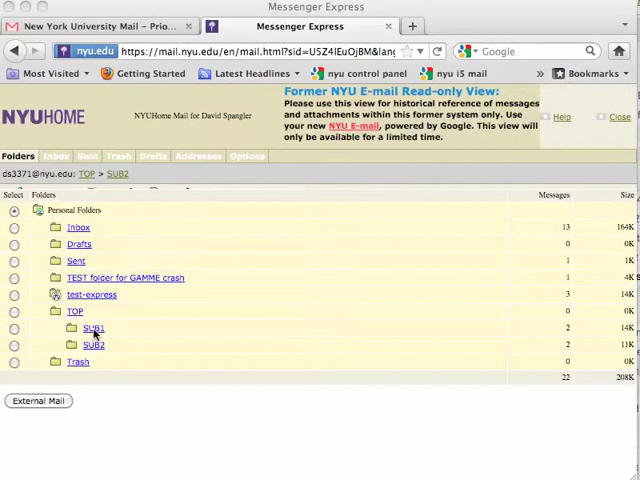 Messenger Express
New York University Mail – Prio...
Messenger Express
nyu.edu https://mail.nyu.edu/en/mail.html?sid=U5Z4IEuOjBM&lang
Google
Most Visited Getting Started Latest Headlines nyu control panel nyu i5 mail » Bookmarks
NYUHOME
NYUHome Mail for David Spangler
Former NYU E-mail Read-only View:
Please use this view for historical reference of messages
and attachments within this former system only. Use
your new NYU E-mail, powered by Google. This view will
only be available for a limited time.
Help Close
Folders Inbox Sent Trash Drafts Addresses Options
ds3371@nyu.edu: TOP > SUB2
Select Folders Messages Size
Personal Folders
Inbox 13 164K
Drafts 0 0K
Sent 1 1K
TEST folder for GAMME crash 1 4K
test-express 3 14K
TOP 0 0K
SUB1 2 14K
SUB2 2 11K
Trash 0 0K
22 208K
External Mail